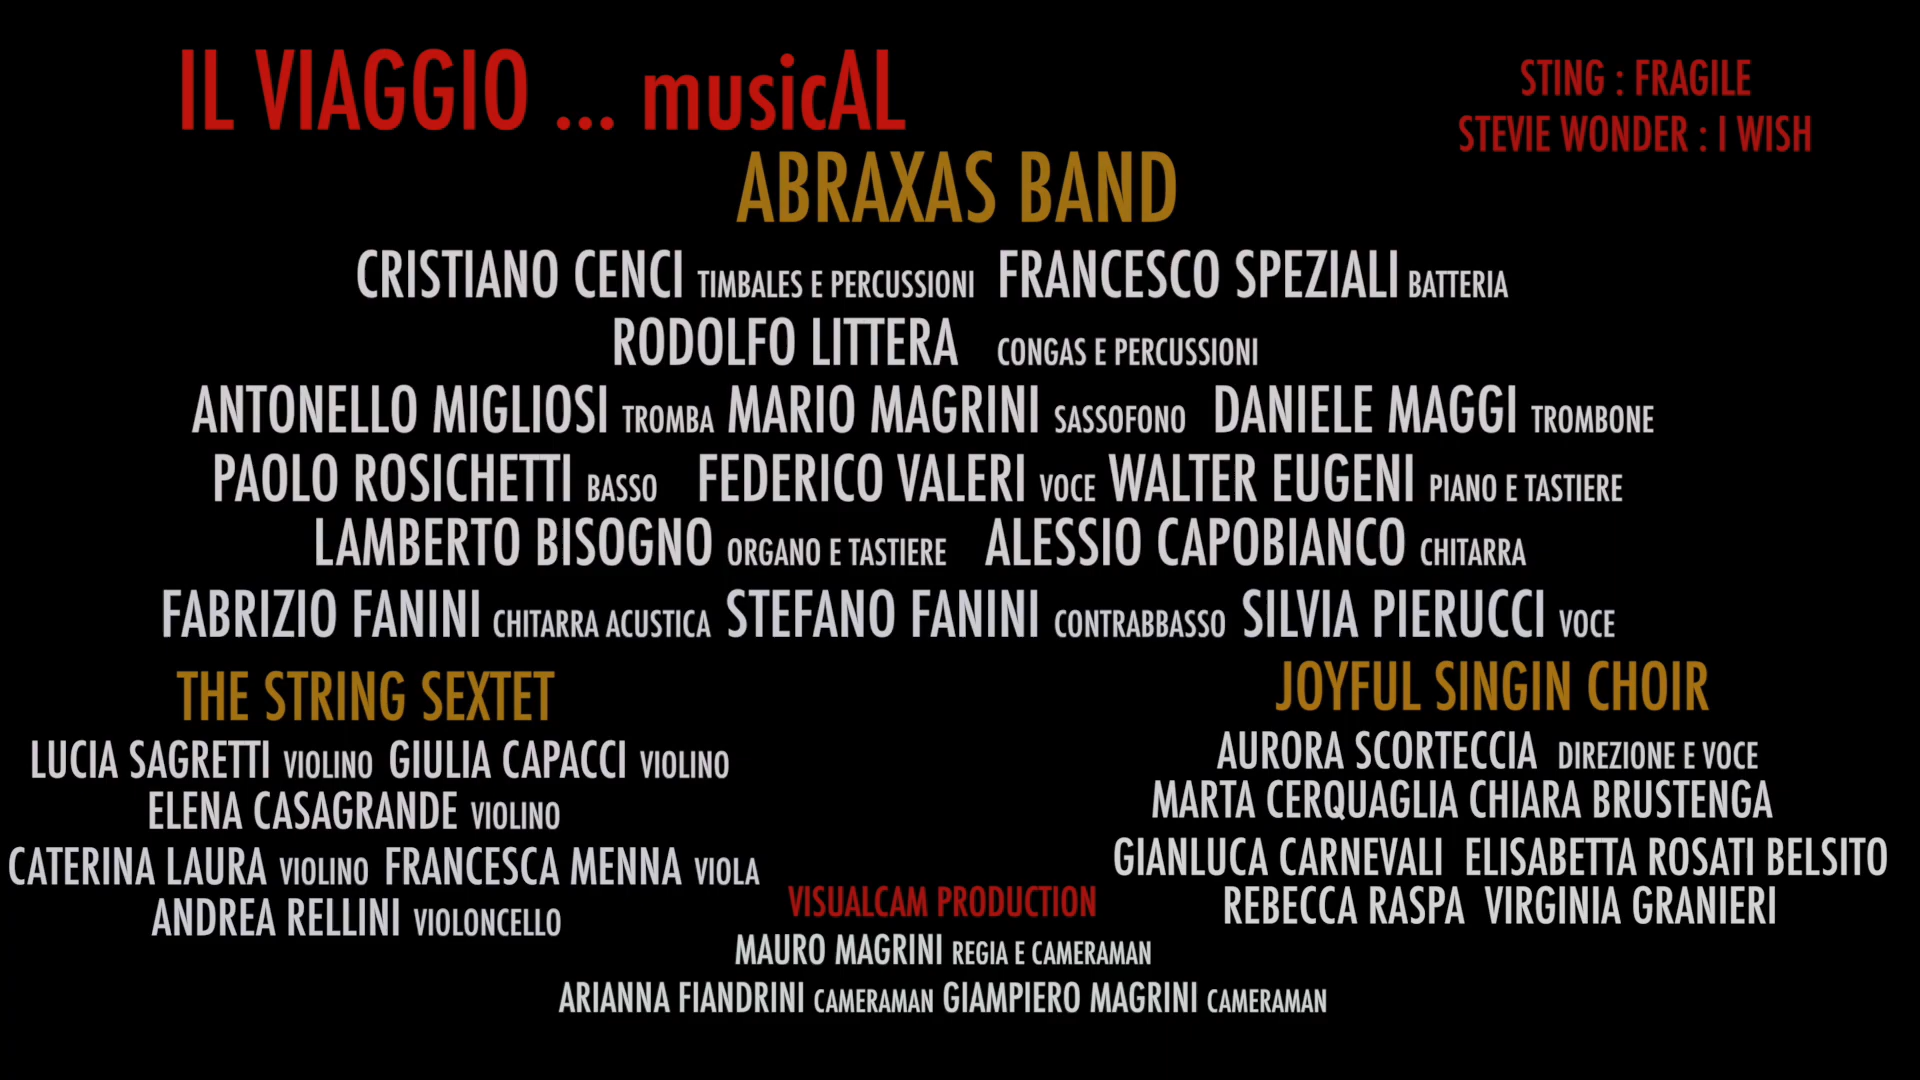 IL VIAGGIO ... musicAL
STING : FRAGILE
STEVIE WONDER : I WISH
ABRAXAS BAND
CRISTIANO CENCI TIMBALES E PERCUSSIONI FRANCESCO SPEZIALI BATTERIA
RODOLFO LITTERA CONGAS E PERCUSSIONI
ANTONELLO MIGLIOSI TROMBA MARIO MAGRINI SASSOFONO DANIELE MAGGI TROMBONE
PAOLO ROSICHETTI BASSO FEDERICO VALERI VOCE WALTER EUGENI PIANO E TASTIERE
LAMBERTO BISOGNO ORGANO E TASTIERE ALESSIO CAPOBIANCO CHITARRA
FABRIZIO FANINI CHITARRA ACUSTICA STEFANO FANINI CONTRABBASSO SILVIA PIERUCCI VOCE
THE STRING SEXTET
LUCIA SAGRETTI VIOLINO GIULIA CAPACCI VIOLINO
ELENA CASAGRANDE VIOLINO
CATERINA LAURA VIOLINO FRANCESCA MENNA VIOLA
ANDREA RELLINI VIOLONCELLO
JOYFUL SINGIN CHOIR
AURORA SCORTECCIA DIREZIONE E VOCE
MARTA CERQUAGLIA CHIARA BRUSTENGA
GIANLUCA CARNEVALI ELISABETTA ROSATI BELSITO
REBECCA RASPA VIRGINIA GRANIERI
VISUALCAM PRODUCTION
MAURO MAGRINI REGIA E CAMERAMAN
ARIANNA FIANDRINI CAMERAMAN GIAMPIERO MAGRINI CAMERAMAN